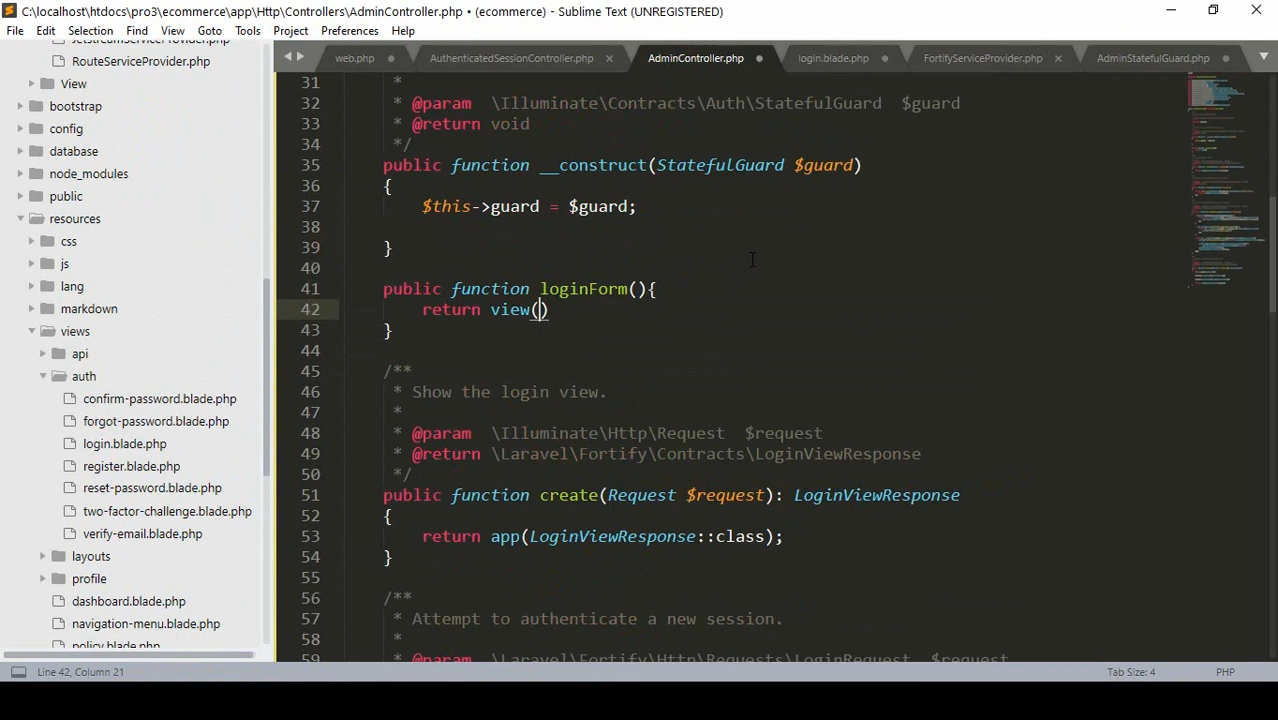 C:\localhost\htdocs\pro3\ecommerce\app\Http\Controllers\AdminController.php • (ecommerce) - Sublime Text (UNREGISTERED)
File Edit Selection Find View Goto Tools Project Preferences Help
web.php AuthenticatedSessionController.php AdminController.php login.blade.php FortifyServiceProvider.php AdminStatefulGuard.php
RouteServiceProvider.php
View
bootstrap
config
database
node_modules
public
resources
css
js
lang
markdown
views
api
auth
confirm-password.blade.php
forgot-password.blade.php
login.blade.php
register.blade.php
reset-password.blade.php
two-factor-challenge.blade.php
verify-email.blade.php
layouts
profile
dashboard.blade.php
navigation-menu.blade.php
31 *
32 * @param \Illuminate\Contracts\Auth\StatefulGuard $guard
33 * @return void
34 */
35 public function __construct(StatefulGuard $guard)
36 {
37 $this->guard = $guard;
38
39 }
40
41 public function loginForm(){
42 return view()
43 }
44
45 /**
46 * Show the login view.
47 *
48 * @param \Illuminate\Http\Request $request
49 * @return \Laravel\Fortify\Contracts\LoginViewResponse
50 */
51 public function create(Request $request): LoginViewResponse
52 {
53 return app(LoginViewResponse::class);
54 }
55
56 /**
57 * Attempt to authenticate a new session.
58 *
59 * @param \Laravel\Fortify\Http\Requests\LoginRequest $request
Line 42, Column 21
Tab Size: 4
PHP